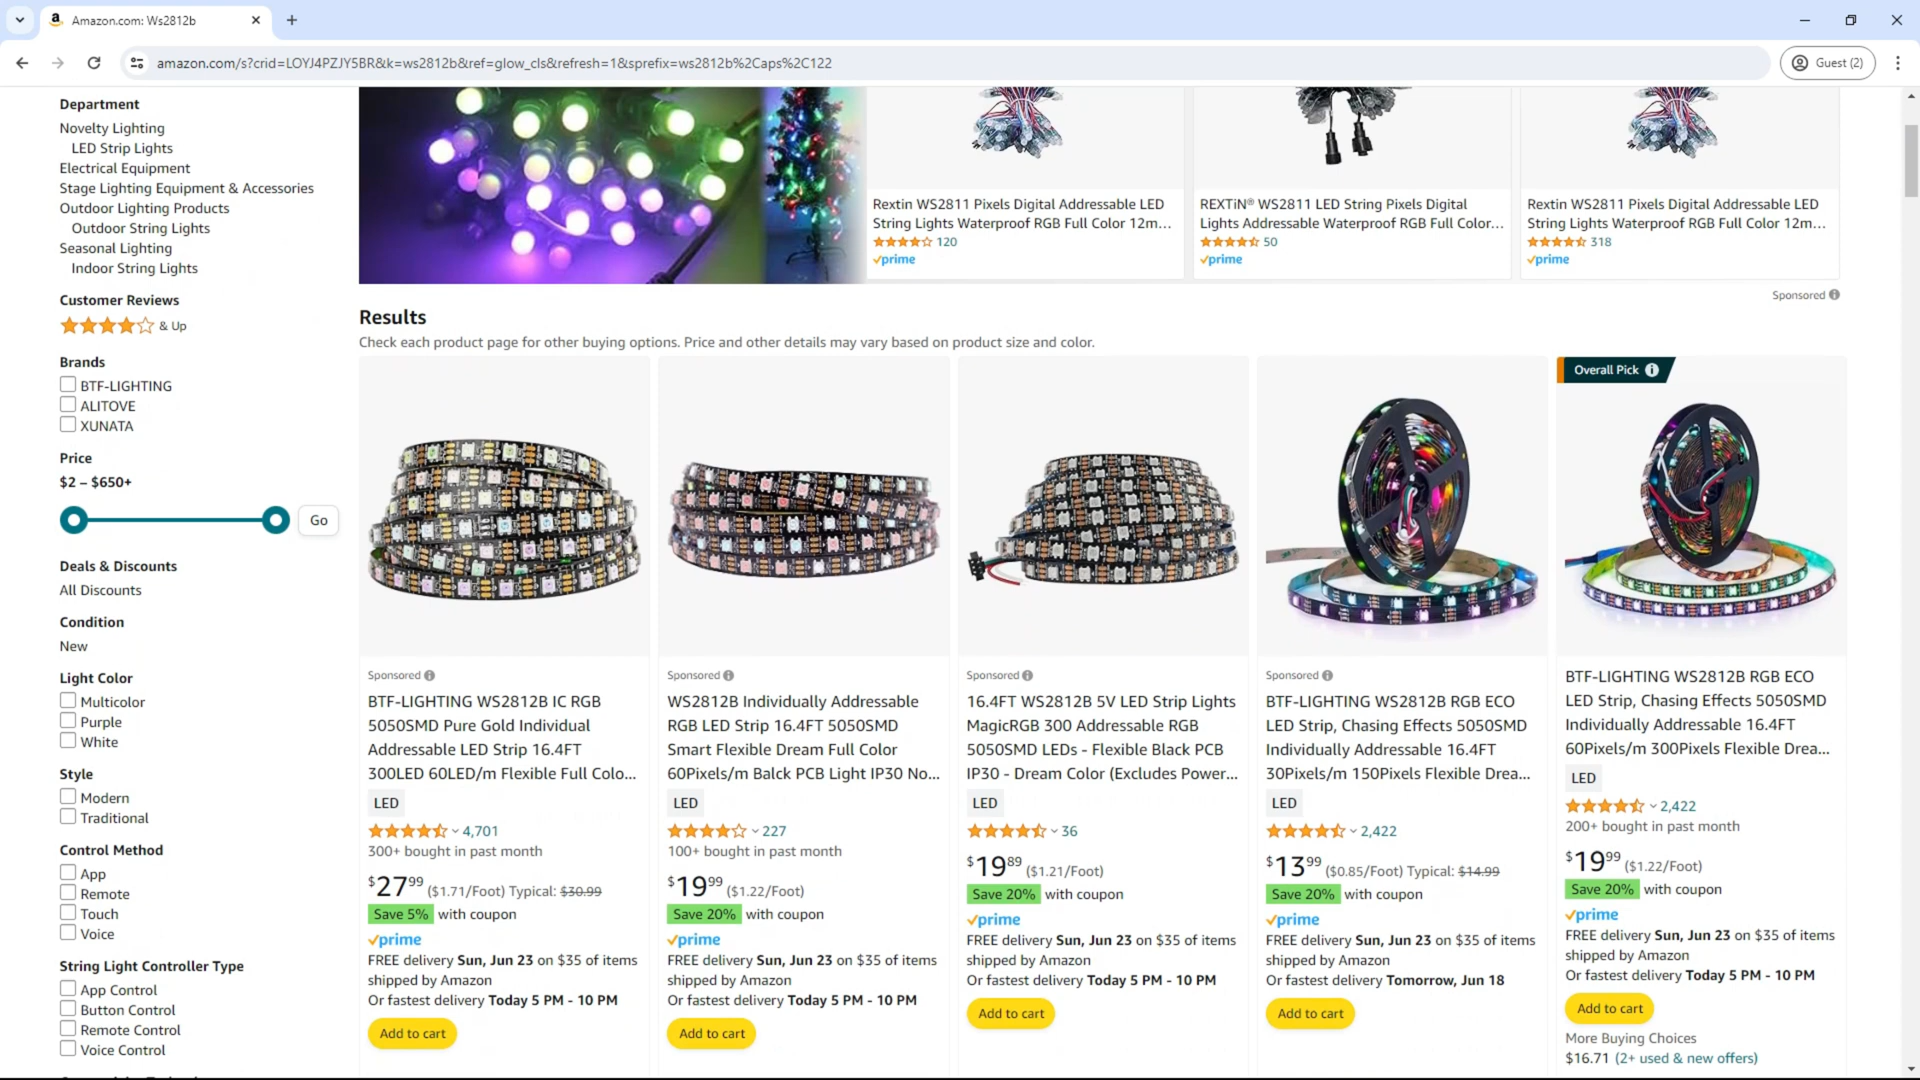 Amazon.com: Ws2812b
amazon.com/s?crid=LOYJ4PZJY5BR&k=ws2812b&ref=glow_cls&refresh=1&sprefix=ws2812b%2Caps%2C122
Guest (2)
Department
Novelty Lighting
LED Strip Lights
Electrical Equipment
Stage Lighting Equipment & Accessories
Outdoor Lighting Products
Outdoor String Lights
Seasonal Lighting
Indoor String Lights
Customer Reviews
& Up
Brands
BTF-LIGHTING
ALITOVE
XUNATA
Price
$2 – $650+
Go
Deals & Discounts
All Discounts
Condition
New
Light Color
Multicolor
Purple
White
Style
Modern
Traditional
Control Method
App
Remote
Touch
Voice
String Light Controller Type
App Control
Button Control
Remote Control
Voice Control
Rextin WS2811 Pixels Digital Addressable LED
String Lights Waterproof RGB Full Color 12m...
120
prime
REXTiN® WS2811 LED String Pixels Digital
Lights Addressable Waterproof RGB Full Color...
50
prime
Rextin WS2811 Pixels Digital Addressable LED
String Lights Waterproof RGB Full Color 12m...
318
prime
Sponsored
Results
Check each product page for other buying options. Price and other details may vary based on product size and color.
Sponsored
BTF-LIGHTING WS2812B IC RGB
5050SMD Pure Gold Individual
Addressable LED Strip 16.4FT
300LED 60LED/m Flexible Full Colo...
LED
4,701
300+ bought in past month
$27 99 ($1.71/Foot) Typical: $30.99
Save 5% with coupon
prime
FREE delivery Sun, Jun 23 on $35 of items
shipped by Amazon
Or fastest delivery Today 5 PM - 10 PM
Add to cart
Sponsored
WS2812B Individually Addressable
RGB LED Strip 16.4FT 5050SMD
Smart Flexible Dream Full Color
60Pixels/m Balck PCB Light IP30 No...
LED
227
100+ bought in past month
$19 99 ($1.22/Foot)
Save 20% with coupon
prime
FREE delivery Sun, Jun 23 on $35 of items
shipped by Amazon
Or fastest delivery Today 5 PM - 10 PM
Add to cart
Sponsored
16.4FT WS2812B 5V LED Strip Lights
MagicRGB 300 Addressable RGB
5050SMD LEDs - Flexible Black PCB
IP30 - Dream Color (Excludes Power...
LED
36
$19 89 ($1.21/Foot)
Save 20% with coupon
prime
FREE delivery Sun, Jun 23 on $35 of items
shipped by Amazon
Or fastest delivery Today 5 PM - 10 PM
Add to cart
Sponsored
BTF-LIGHTING WS2812B RGB ECO
LED Strip, Chasing Effects 5050SMD
Individually Addressable 16.4FT
30Pixels/m 150Pixels Flexible Drea...
LED
2,422
$13 99 ($0.85/Foot) Typical: $14.99
Save 20% with coupon
prime
FREE delivery Sun, Jun 23 on $35 of items
shipped by Amazon
Or fastest delivery Tomorrow, Jun 18
Add to cart
Overall Pick
BTF-LIGHTING WS2812B RGB ECO
LED Strip, Chasing Effects 5050SMD
Individually Addressable 16.4FT
60Pixels/m 300Pixels Flexible Drea...
LED
2,422
200+ bought in past month
$19 99 ($1.22/Foot)
Save 20% with coupon
prime
FREE delivery Sun, Jun 23 on $35 of items
shipped by Amazon
Or fastest delivery Today 5 PM - 10 PM
Add to cart
More Buying Choices
$16.71 (2+ used & new offers)